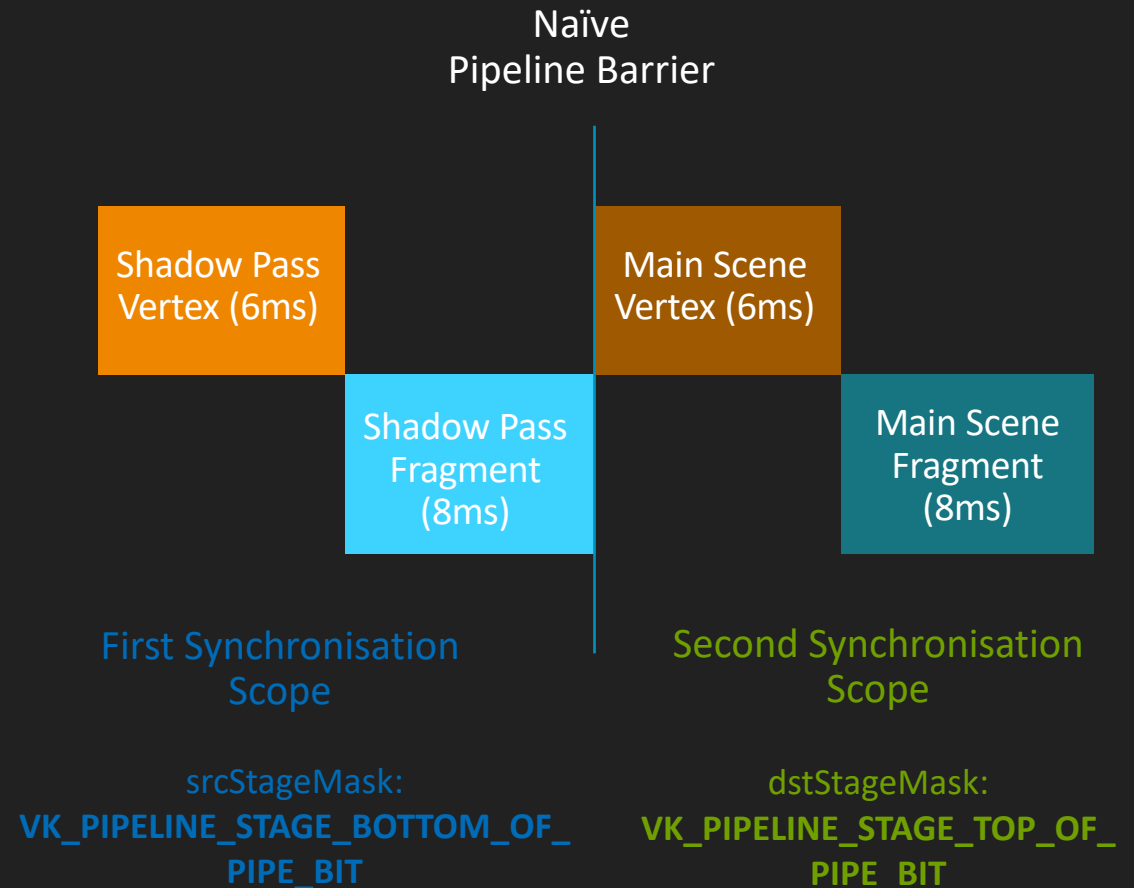 Naïve
Pipeline Barrier
Shadow Pass
Vertex (6ms)
Main Scene
Vertex (6ms)
Shadow Pass
Fragment
(8ms)
Main Scene
Fragment
(8ms)
First Synchronisation
Scope
Second Synchronisation
Scope
srcStageMask:
VK_PIPELINE_STAGE_BOTTOM_OF_
PIPE_BIT
dstStageMask:
VK_PIPELINE_STAGE_TOP_OF_
PIPE_BIT